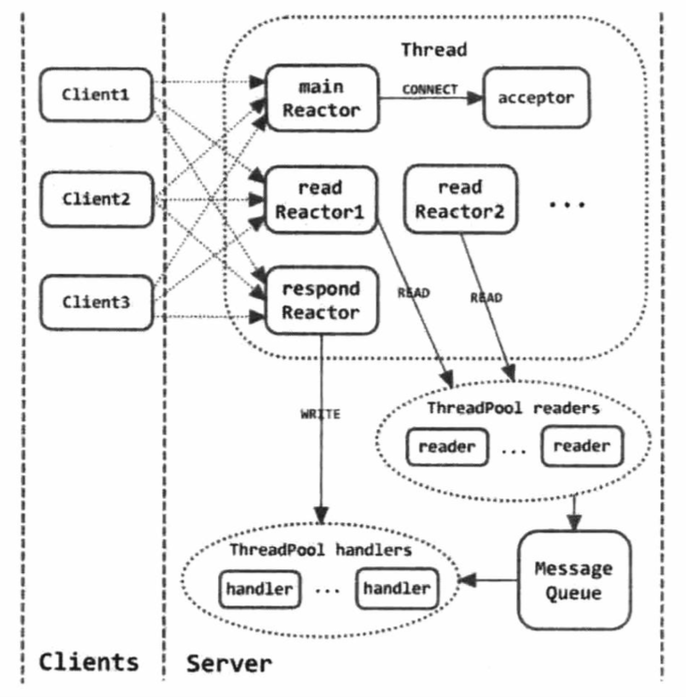 Thread
Client1
main
Reactor
CONNECT
acceptor
Client2
read
Reactor1
read
Reactor2
...
Client3
respond
Reactor
READ
READ
WRITE
ThreadPool readers
reader ... reader
ThreadPool handlers
handler ... handler
Message
Queue
Clients
Server